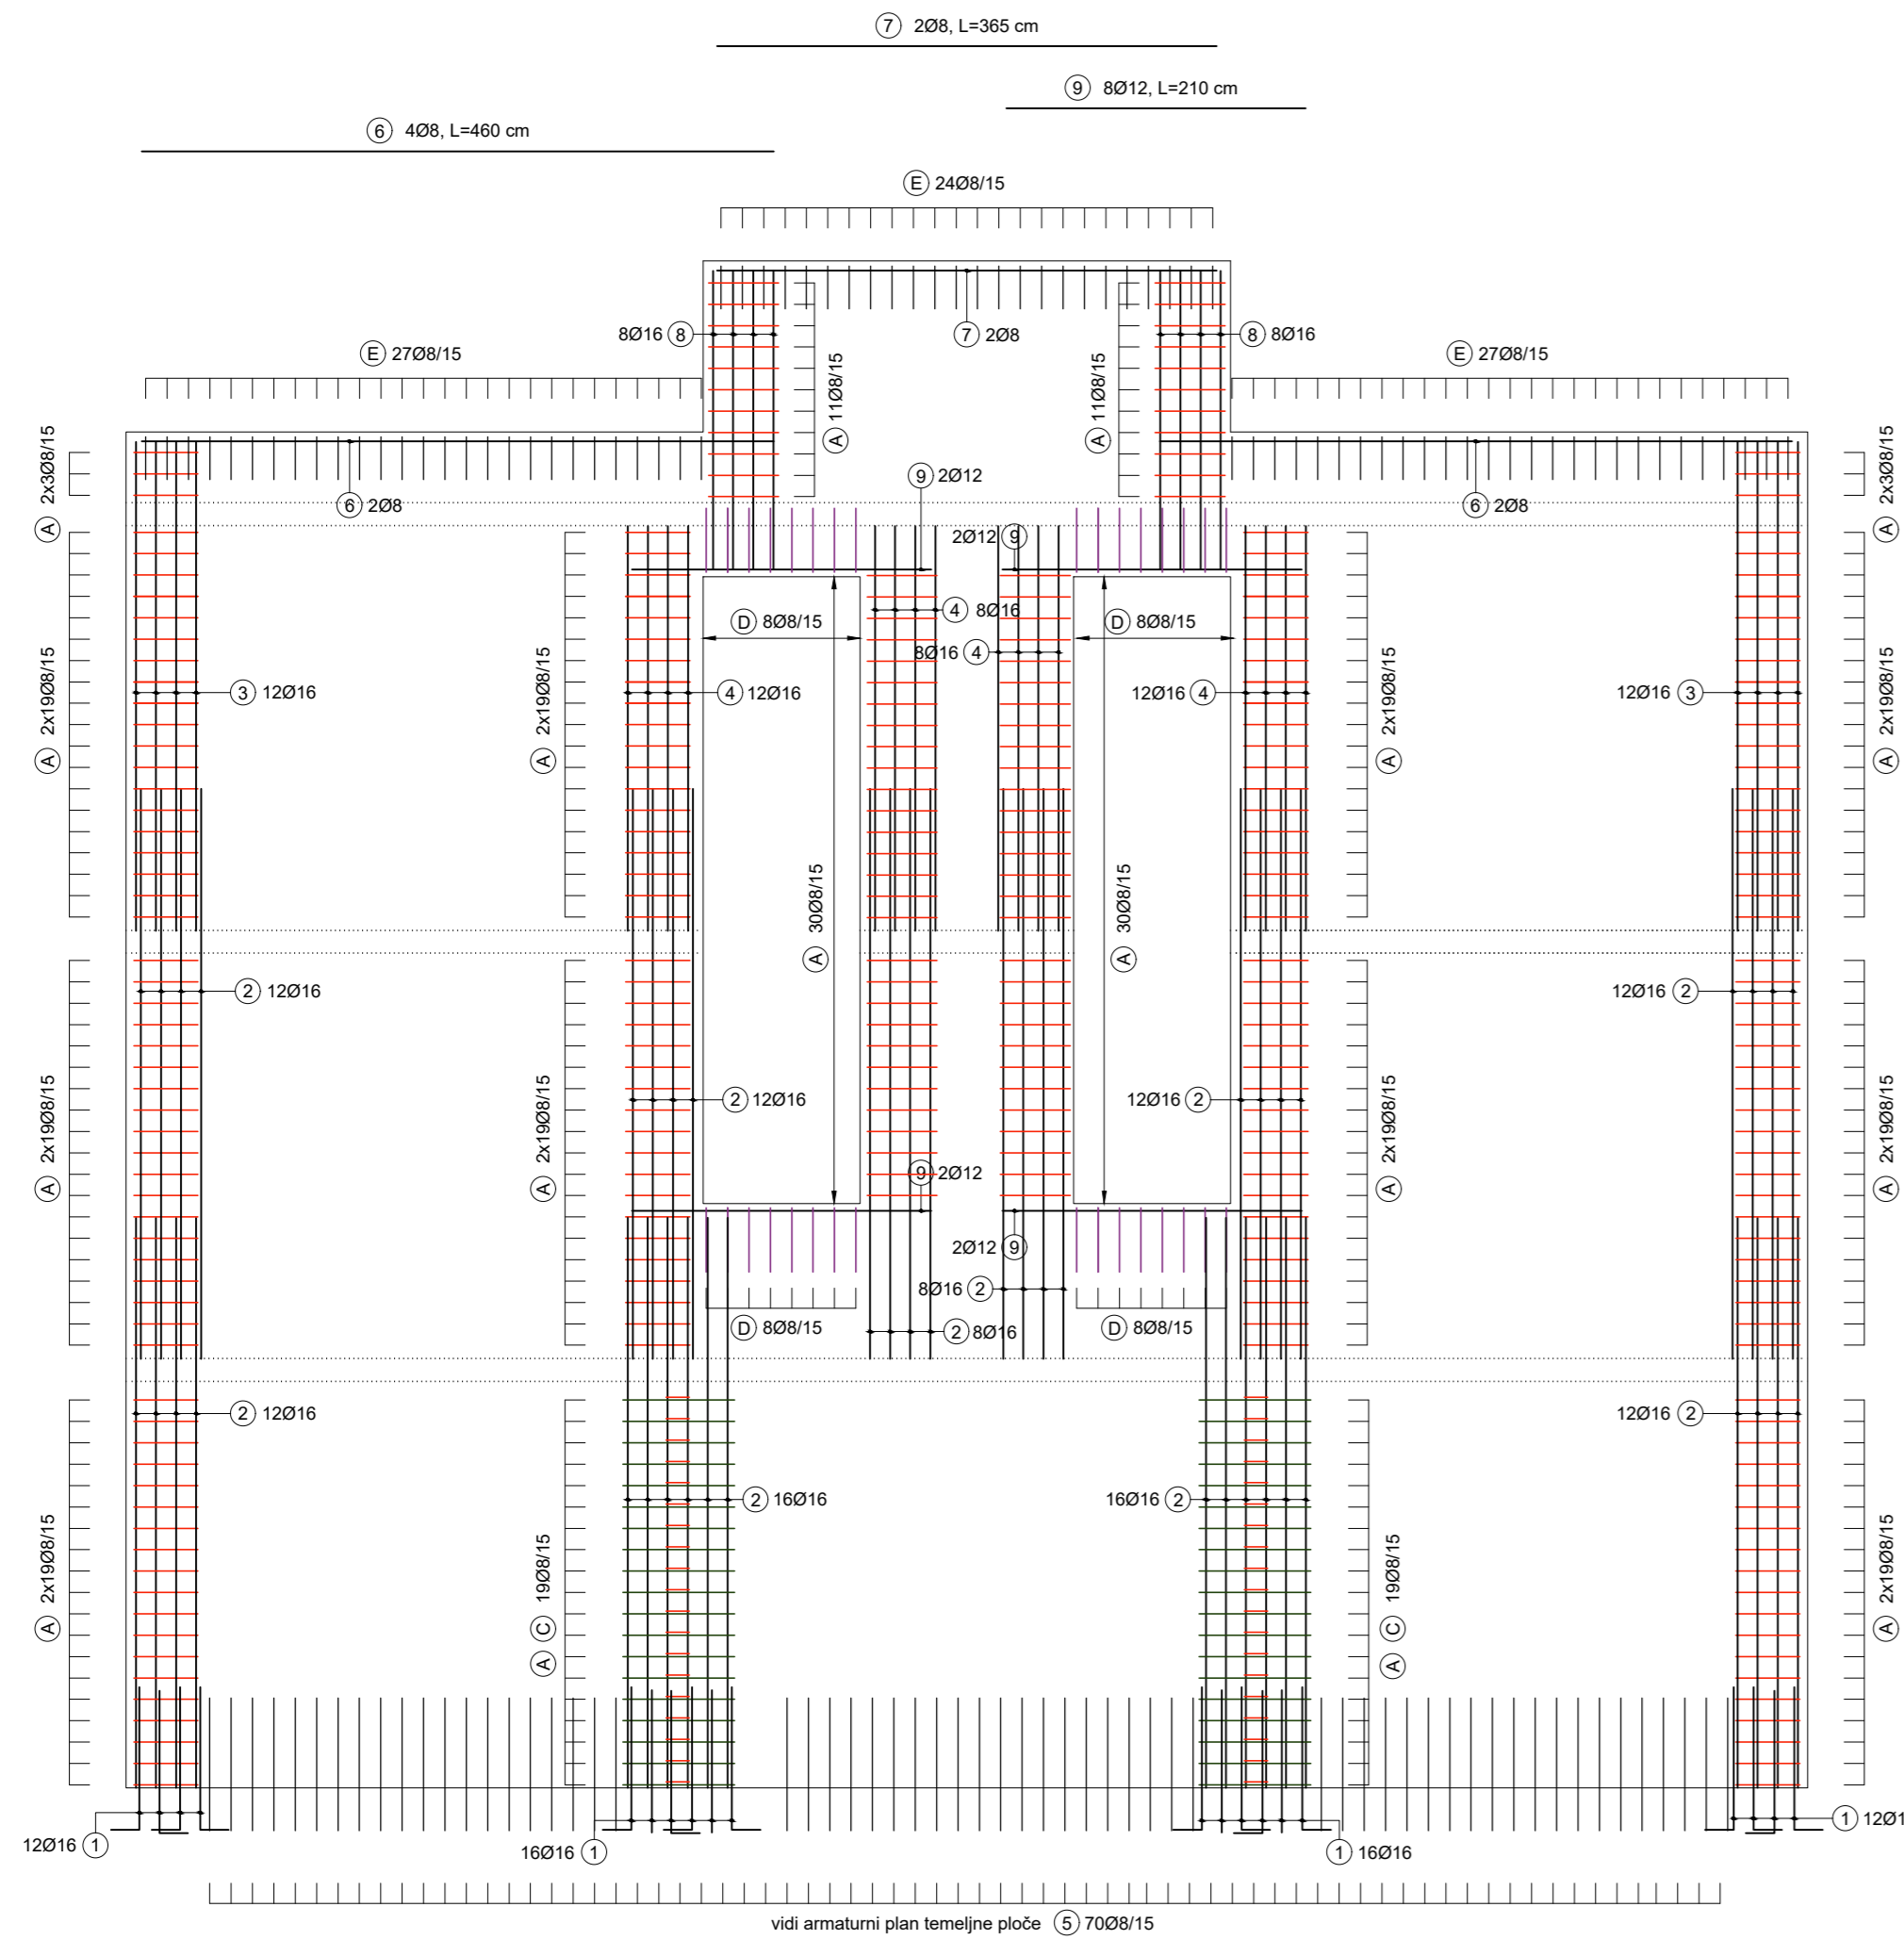 7 2Ø8, L=365 cm
9 8Ø12, L=210 cm
6 4Ø8, L=460 cm
E 24Ø8/15
8Ø16 8
7 2Ø8
8 8Ø16
E 27Ø8/15
E 27Ø8/15
A 11Ø8/15
A 11Ø8/15
A 2x3Ø8/15
A 2x3Ø8/15
9 2Ø12
6 2Ø8
6 2Ø8
2Ø12 9
D 8Ø8/15
4 8Ø16
D 8Ø8/15
8Ø16 4
A 2x19Ø8/15
3 12Ø16
A 2x19Ø8/15
4 12Ø16
12Ø16 4
A 2x19Ø8/15
12Ø16 3
A 2x19Ø8/15
A 30Ø8/15
A 30Ø8/15
2 12Ø16
12Ø16 2
A 2x19Ø8/15
A 2x19Ø8/15
2 12Ø16
12Ø16 2
A 2x19Ø8/15
A 2x19Ø8/15
9 2Ø12
2Ø12 9
8Ø16 2
D 8Ø8/15
2 8Ø16
D 8Ø8/15
2 12Ø16
12Ø16 2
2 16Ø16
16Ø16 2
A 2x19Ø8/15
A C 19Ø8/15
A C 19Ø8/15
A 2x19Ø8/15
12Ø16 1
16Ø16 1
1 16Ø16
1 12Ø1
vidi armaturni plan temeljne ploče 5 70Ø8/15